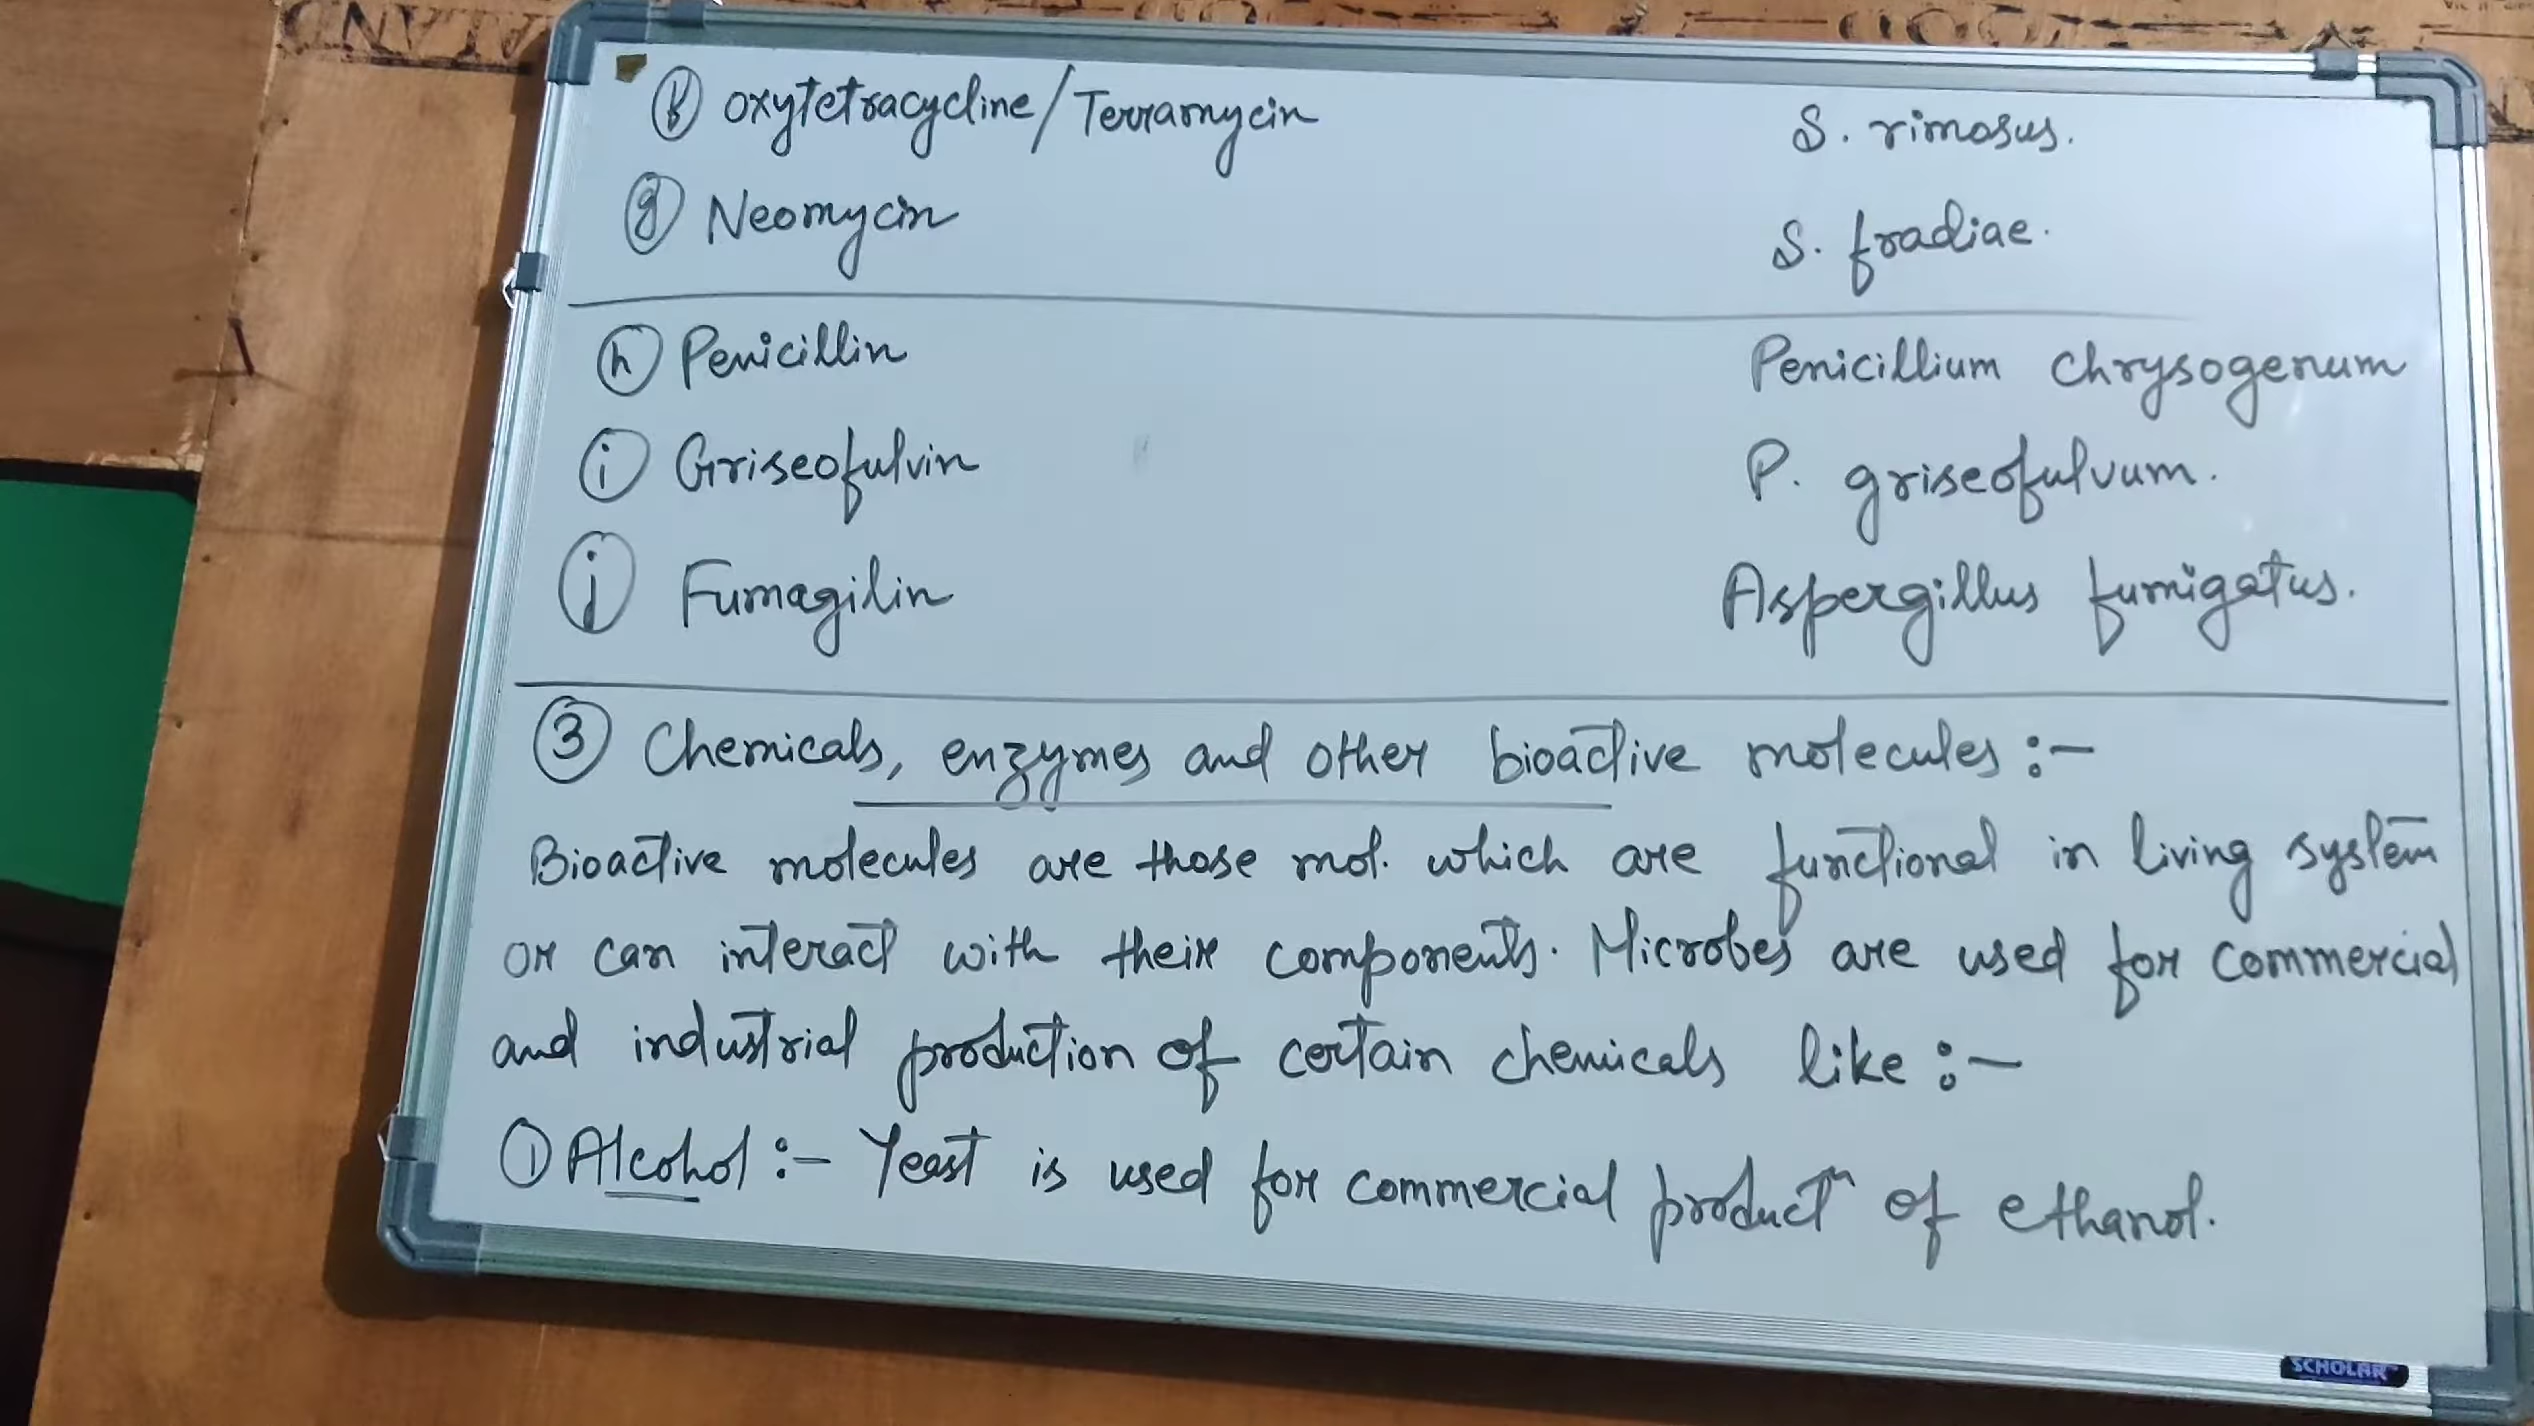 (f) oxytetracycline/Terramycin S. rimosus.
(g) Neomycin S. fradiae.
(h) Penicillin Penicillium chrysogenum
(i) Griseofulvin P. griseofulvum.
(j) Fumagilin Aspergillus fumigatus.
(3) Chemicals, enzymes and other bioactive molecules :-
Bioactive molecules are those mol. which are functional in living system
or can interact with their components. Microbes are used for commercial
and industrial production of certain chemicals like :-
(1) Alcohol :- Yeast is used for commercial productⁿ of ethanol.
SCHOLAR